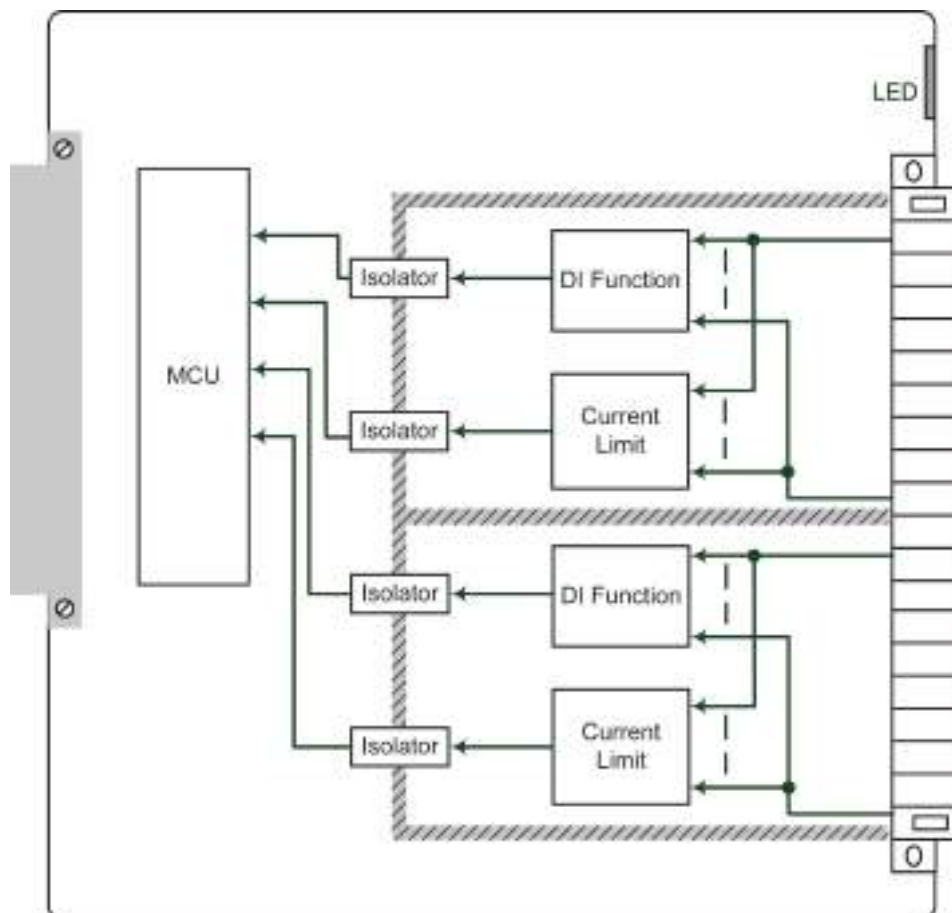 LED
O
Isolator
DI Function
MCU
Isolator
Current
Limit
Isolator
DI Function
Isolator
Current
Limit
O